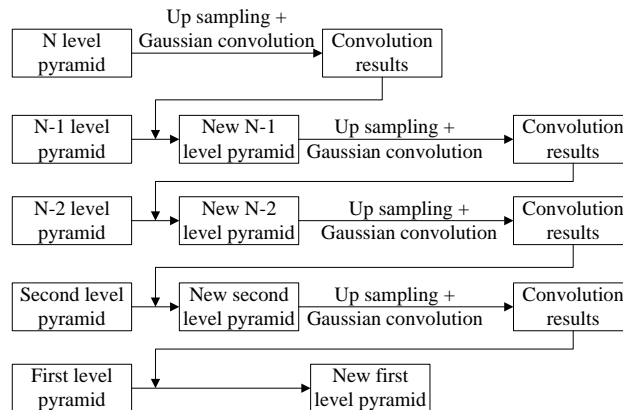 N level
pyramid
Up sampling +
Gaussian convolution
Convolution
results
N-1 level
pyramid
New N-1
level pyramid
Up sampling +
Gaussian convolution
Convolution
results
N-2 level
pyramid
New N-2
level pyramid
Up sampling +
Gaussian convolution
Convolution
results
Second level
pyramid
New second
level pyramid
Up sampling +
Gaussian convolution
Convolution
results
First level
pyramid
New first
level pyramid